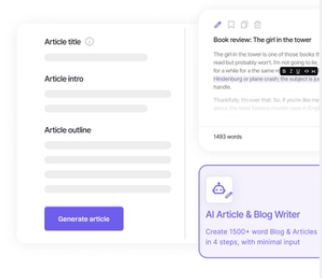 Article title
Article intro
Article outline
Generate article
Book review: The girl in the tower
The girl in the tower is one of those books th
read but probably won't. I'm not going to be
for a while for a the same
B I U
Hindenburg or plane crash; the subject is jus
handle.
Thankfully, I'm over that. So, if you're like me
1493 words
AI Article & Blog Writer
Create 1500+ word Blog & Articles
in 4 steps, with minimal input